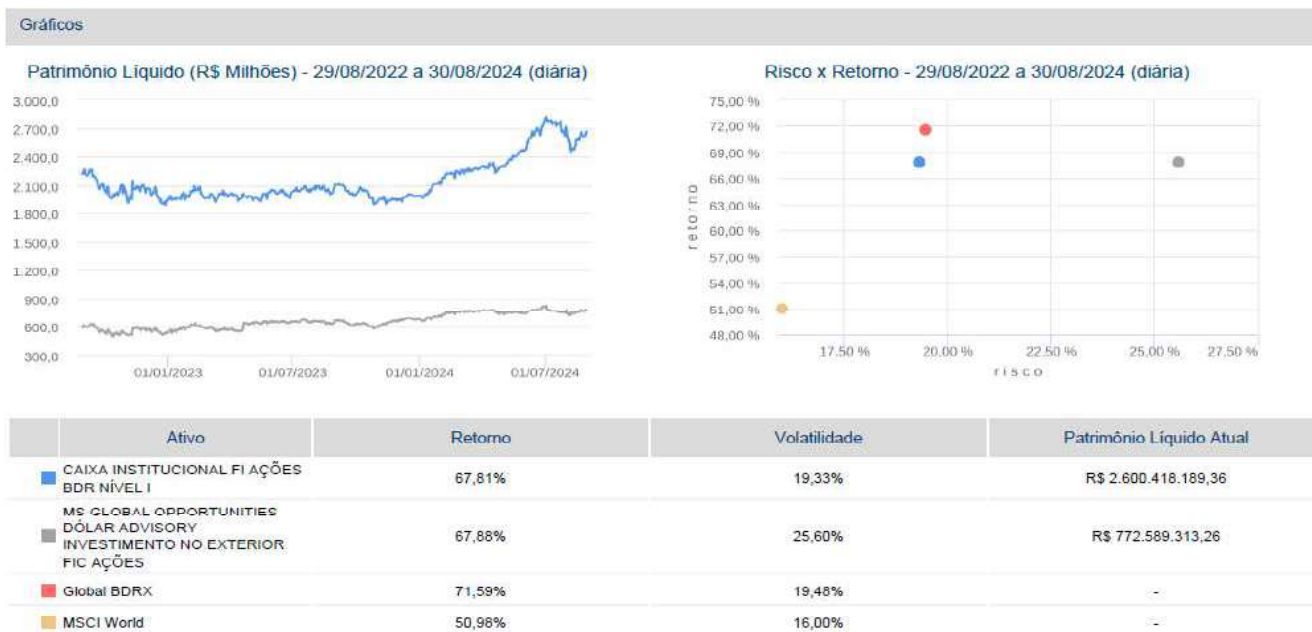 Gráficos
Patrimônio Líquido (R$ Milhões) - 29/08/2022 a 30/08/2024 (diária)
3.000,0
2.700,0
2.400,0
2.100,0
1.800,0
1.500,0
1.200,0
900,0
600,0
300,0
01/01/2023
01/07/2023
01/01/2024
01/07/2024
Risco x Retorno - 29/08/2022 a 30/08/2024 (diária)
75,00 %
72,00 %
69,00 %
66,00 %
63,00 %
60,00 %
57,00 %
54,00 %
51,00 %
48,00 %
retorno
17,50 %
20,00 %
22,50 %
25,00 %
27,50 %
risco
Ativo Retorno Volatilidade Patrimônio Líquido Atual
CAIXA INSTITUCIONAL FI AÇÕES
BDR NÍVEL I
67,81% 19,33% R$ 2.600.418.189,36
MS GLOBAL OPPORTUNITIES
DÓLAR ADVISORY
INVESTIMENTO NO EXTERIOR
FIC AÇÕES
67,88% 25,60% R$ 772.589.313,26
Global BDRX 71,59% 19,48% -
MSCI World 50,98% 16,00% -